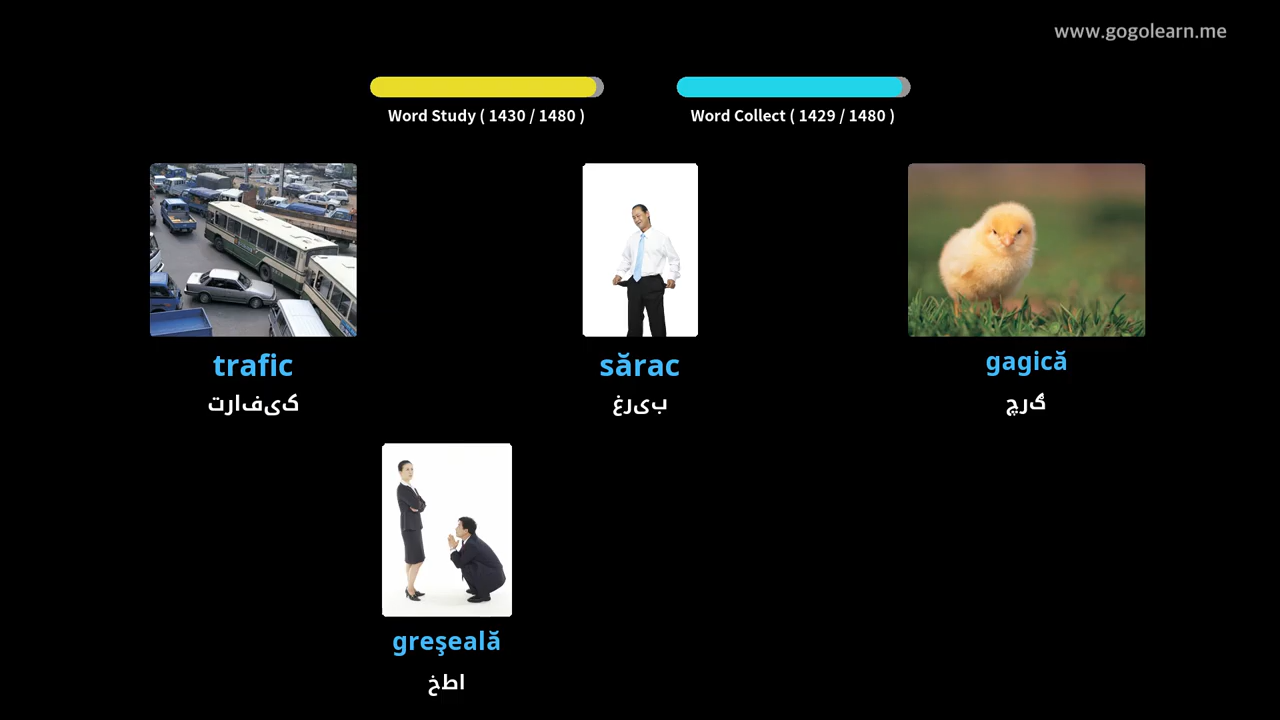 www.gogolearn.me
Word Study ( 1430 / 1480 )
Word Collect ( 1429 / 1480 )
trafic
کیفارت
sărac
بیرغ
gagică
گرچ
greşeală
اطخ